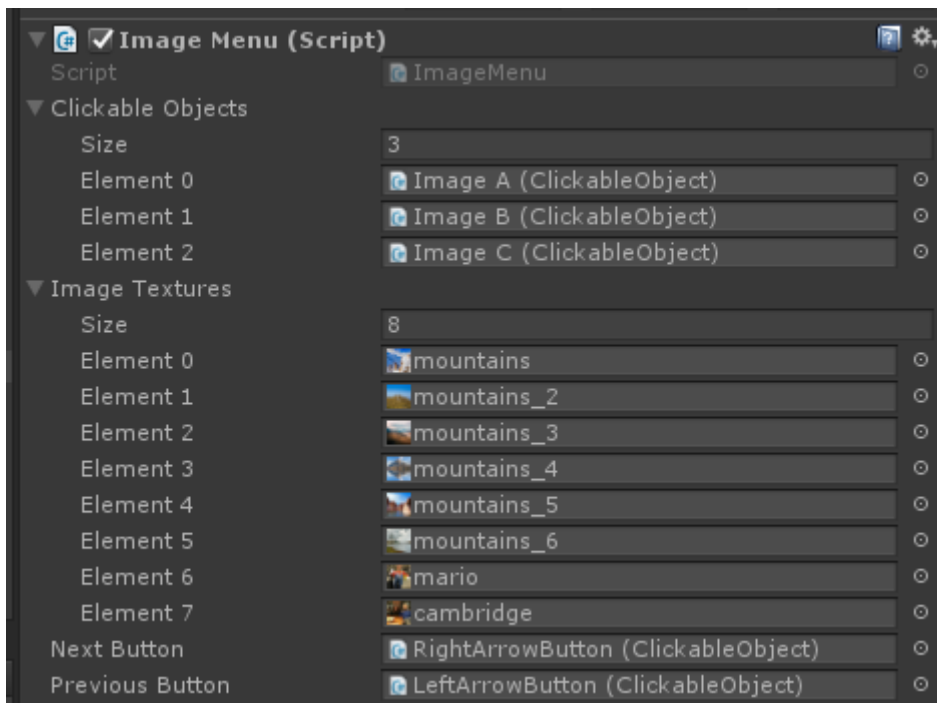 Image Menu (Script)
Script ImageMenu
Clickable Objects
Size 3
Element 0 Image A (ClickableObject)
Element 1 Image B (ClickableObject)
Element 2 Image C (ClickableObject)
Image Textures
Size 8
Element 0 mountains
Element 1 mountains_2
Element 2 mountains_3
Element 3 mountains_4
Element 4 mountains_5
Element 5 mountains_6
Element 6 mario
Element 7 cambridge
Next Button RightArrowButton (ClickableObject)
Previous Button LeftArrowButton (ClickableObject)